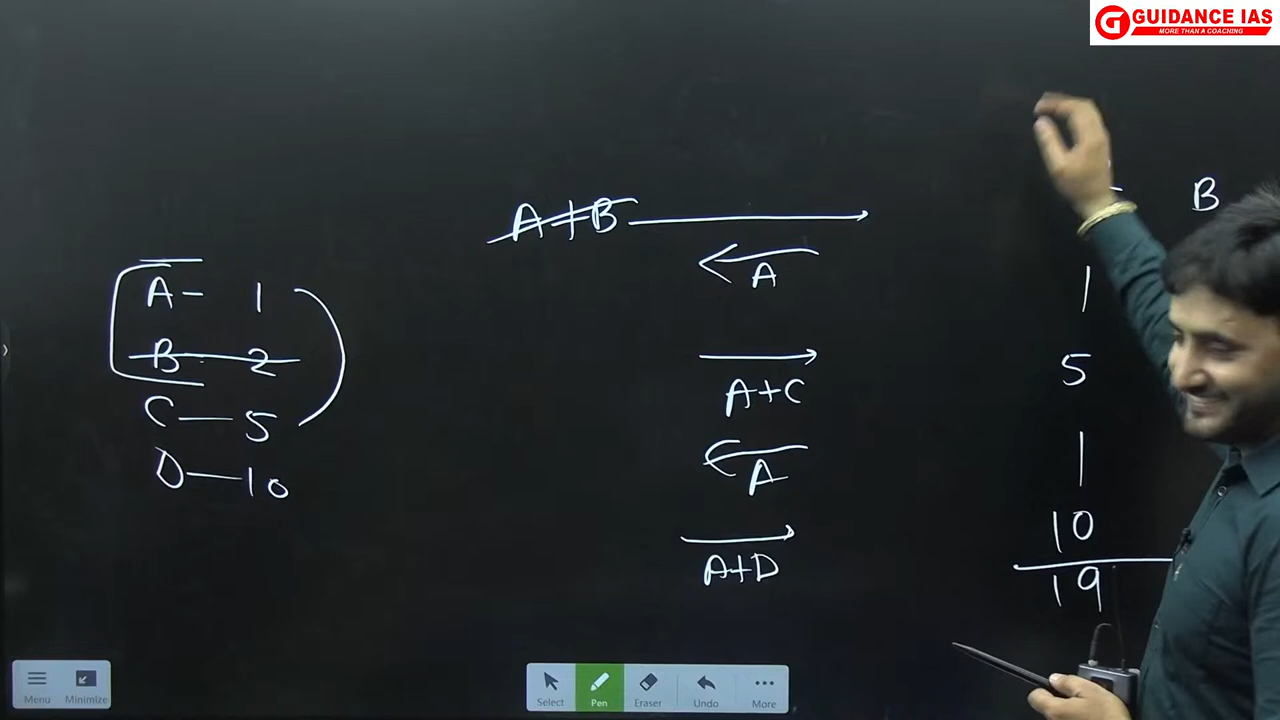 GUIDANCE IAS
MORE THAN A COACHING
A+B
B
A
A - 1
B - 2
C - 5
D - 10
A+C
A
A+D
1
5
1
10
19
Menu
Minimize
Select
Pen
Eraser
Undo
More